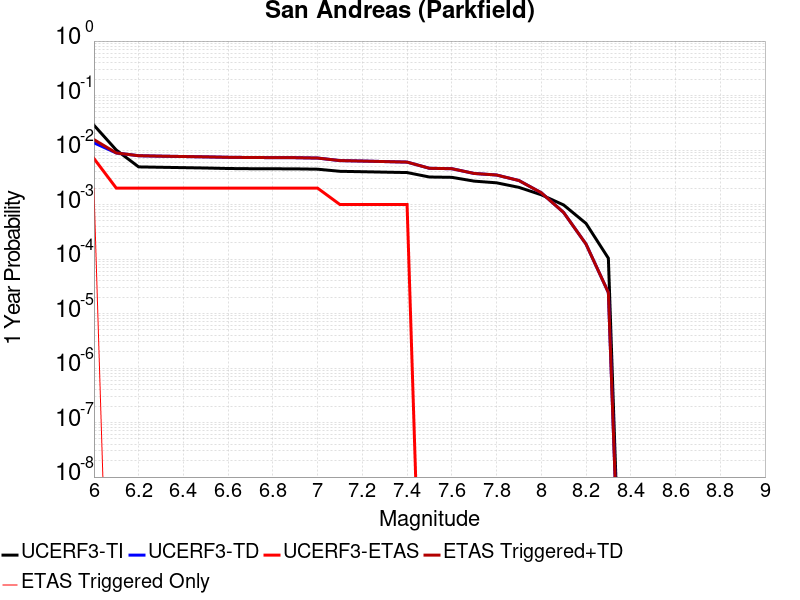 San Andreas (Parkfield)
1 Year Probability
10^0
10^-1
10^-2
10^-3
10^-4
10^-5
10^-6
10^-7
10^-8
6 6.2 6.4 6.6 6.8 7 7.2 7.4 7.6 7.8 8 8.2 8.4 8.6 8.8 9
Magnitude
UCERF3-TI UCERF3-TD UCERF3-ETAS ETAS Triggered+TD
ETAS Triggered Only